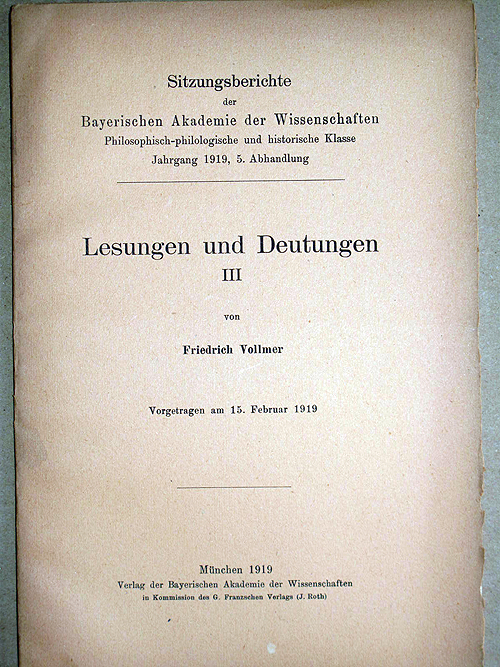 Sitzungsberichte
der
Bayerischen Akademie der Wissenschaften
Philosophisch-philologische und historische Klasse
Jahrgang 1919, 5. Abhandlung
Lesungen und Deutungen
III
von
Friedrich Vollmer
Vorgetragen am 15. Februar 1919
München 1919
Verlag der Bayerischen Akademie der Wissenschaften
in Kommission des G. Franzschen Verlags (J. Roth)